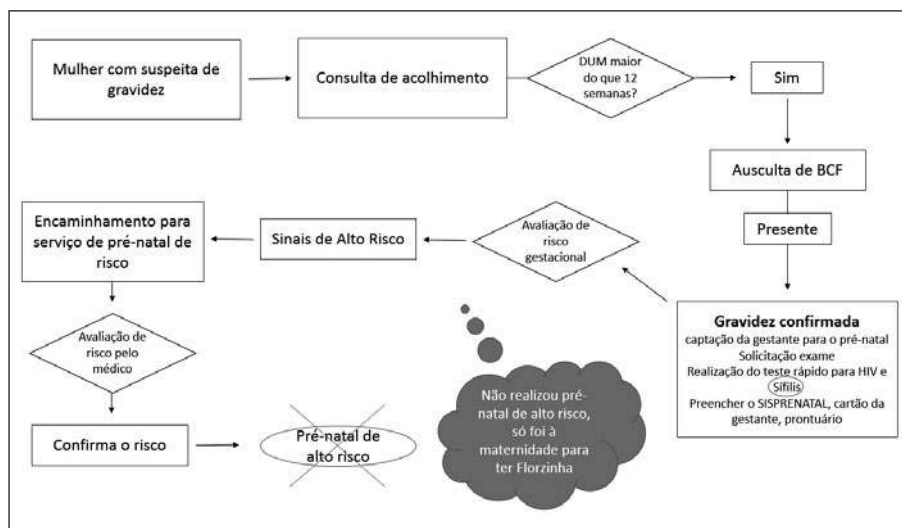 Mulher com suspeita de
gravidez
Consulta de acolhimento
DUM maior
do que 12
semanas?
Sim
Ausculta de BCF
Presente
Gravidez confirmada
captação da gestante para o pré-natal
Solicitação exame
Realização do teste rápido para HIV e
Sífilis
Preencher o SISPRENATAL, cartão da
gestante, prontuário
Avaliação de
risco
gestacional
Sinais de Alto Risco
Encaminhamento para
serviço de pré-natal de
risco
Avaliação de
risco pelo
médico
Confirma o risco
Pré-natal de
alto risco
Não realizou pré-
natal de alto risco,
só foi à
maternidade para
ter Florzinha